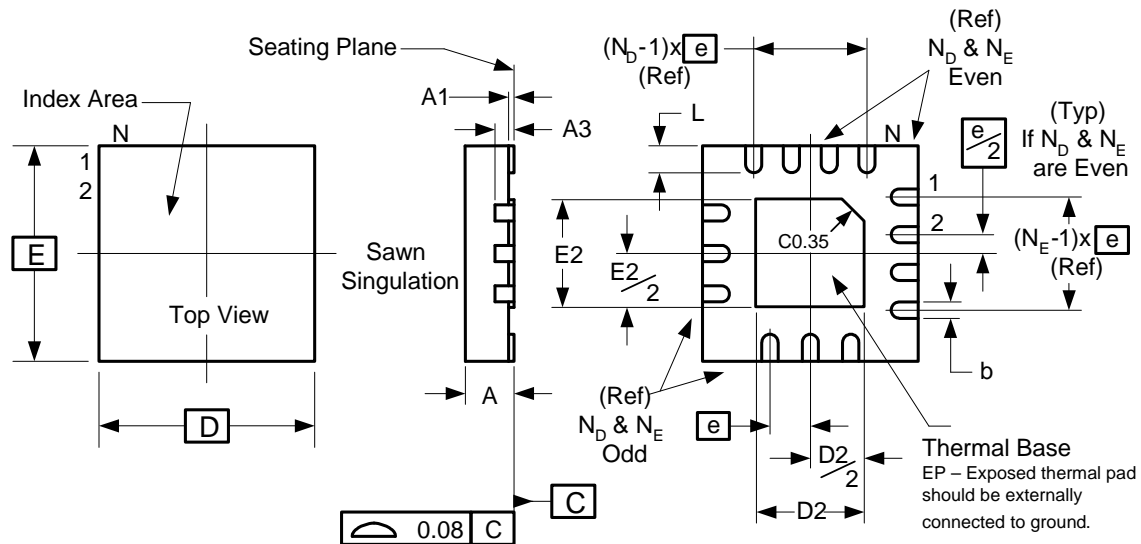 Seating Plane
Index Area
N
1
2
E
Top View
D
A1
A3
Sawn
Singulation
A
0.08 C
C
(N_D-1)x e
(Ref)
(Ref)
N_D & N_E
Even
L
N
e/2
(Typ)
If N_D & N_E
are Even
1
2
(N_E-1)x e
(Ref)
C0.35
E2
E2/2
b
(Ref)
N_D & N_E
Odd
e
D2/2
D2
Thermal Base
EP – Exposed thermal pad
should be externally
connected to ground.